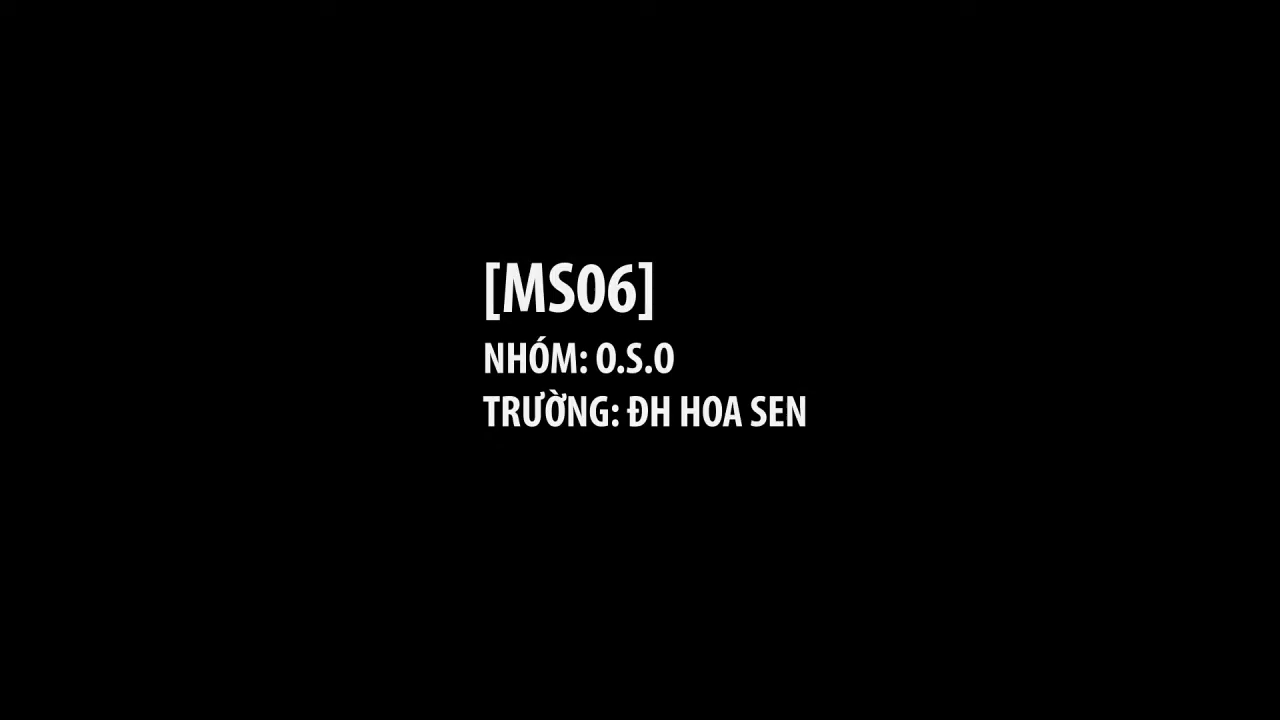 [MS06]
NHÓM: O.S.O
TRƯỜNG: ĐH HOA SEN